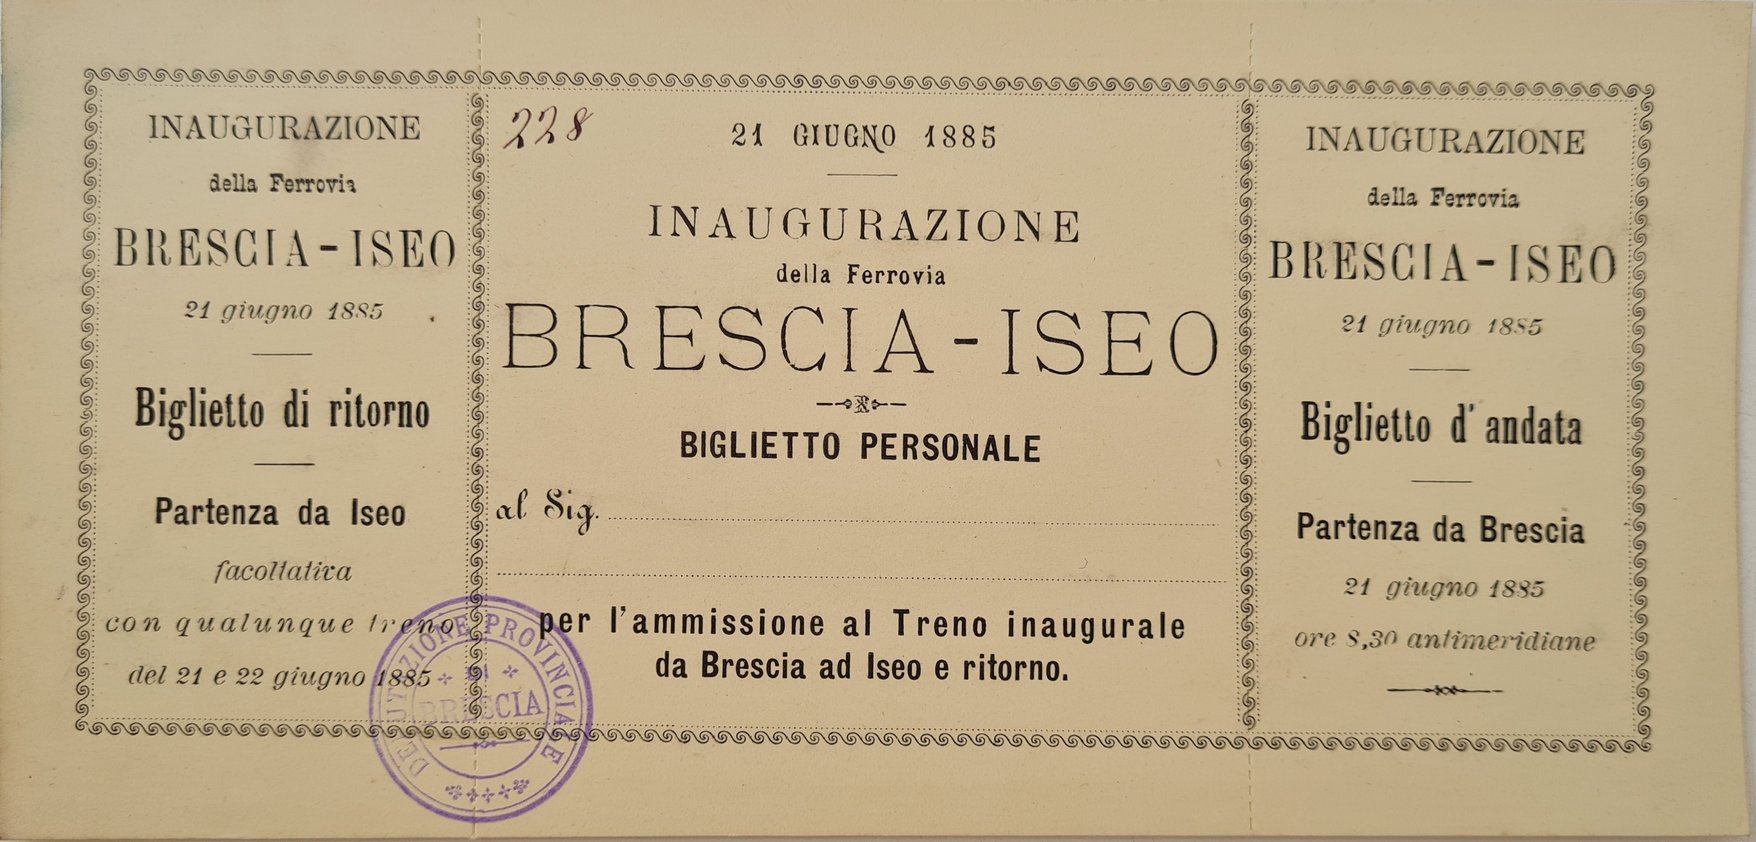 INAUGURAZIONE
della Ferrovia
BRESCIA - ISEO
21 giugno 1885
Biglietto di ritorno
Partenza da Iseo
facoltativa
con qualunque treno
del 21 e 22 giugno 1885
228
21 GIUGNO 1885
INAUGURAZIONE
della Ferrovia
BRESCIA - ISEO
BIGLIETTO PERSONALE
al Sig.
per l'ammissione al Treno inaugurale
da Brescia ad Iseo e ritorno.
DEPUTAZIONE PROVINCIALE
DI
BRESCIA
INAUGURAZIONE
della Ferrovia
BRESCIA - ISEO
21 giugno 1885
Biglietto d'andata
Partenza da Brescia
21 giugno 1885
ore 8,30 antimeridiane